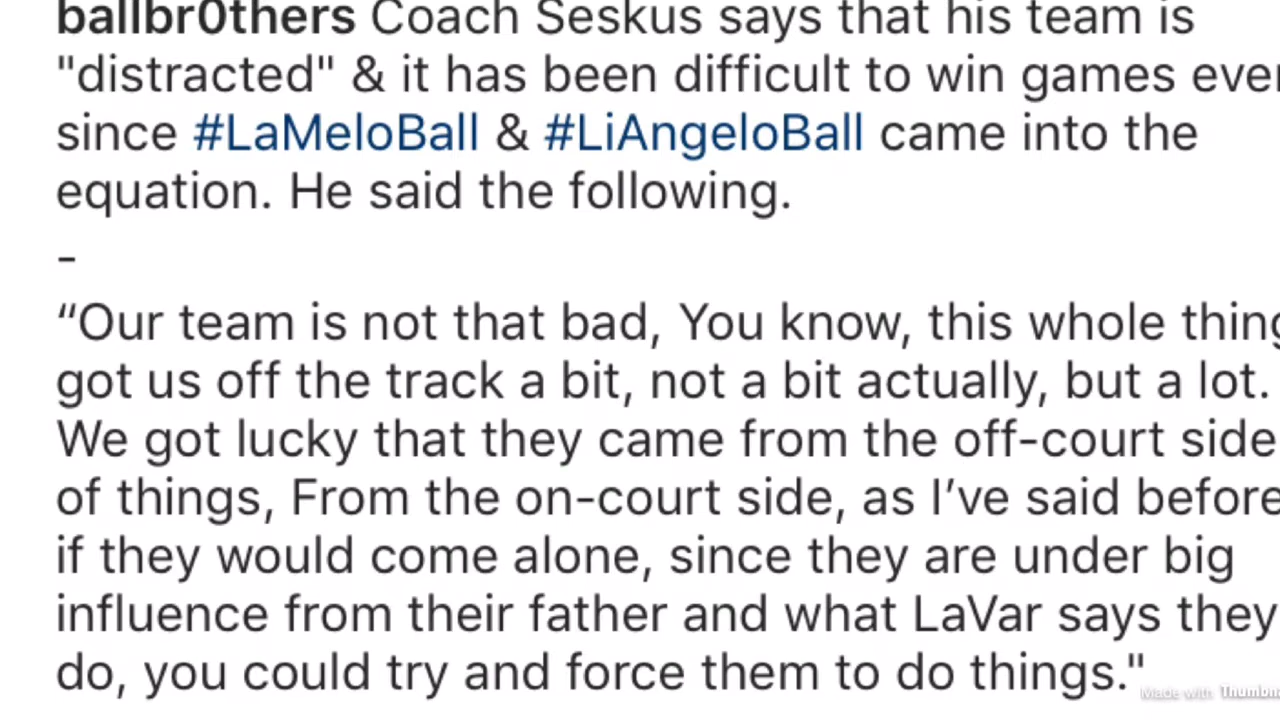 ballbr0thers Coach Seskus says that his team is
"distracted" & it has been difficult to win games ever
since #LaMeloBall & #LiAngeloBall came into the
equation. He said the following.
-
“Our team is not that bad, You know, this whole thing
got us off the track a bit, not a bit actually, but a lot.
We got lucky that they came from the off-court side
of things, From the on-court side, as I’ve said before
if they would come alone, since they are under big
influence from their father and what LaVar says they
do, you could try and force them to do things."
Made with